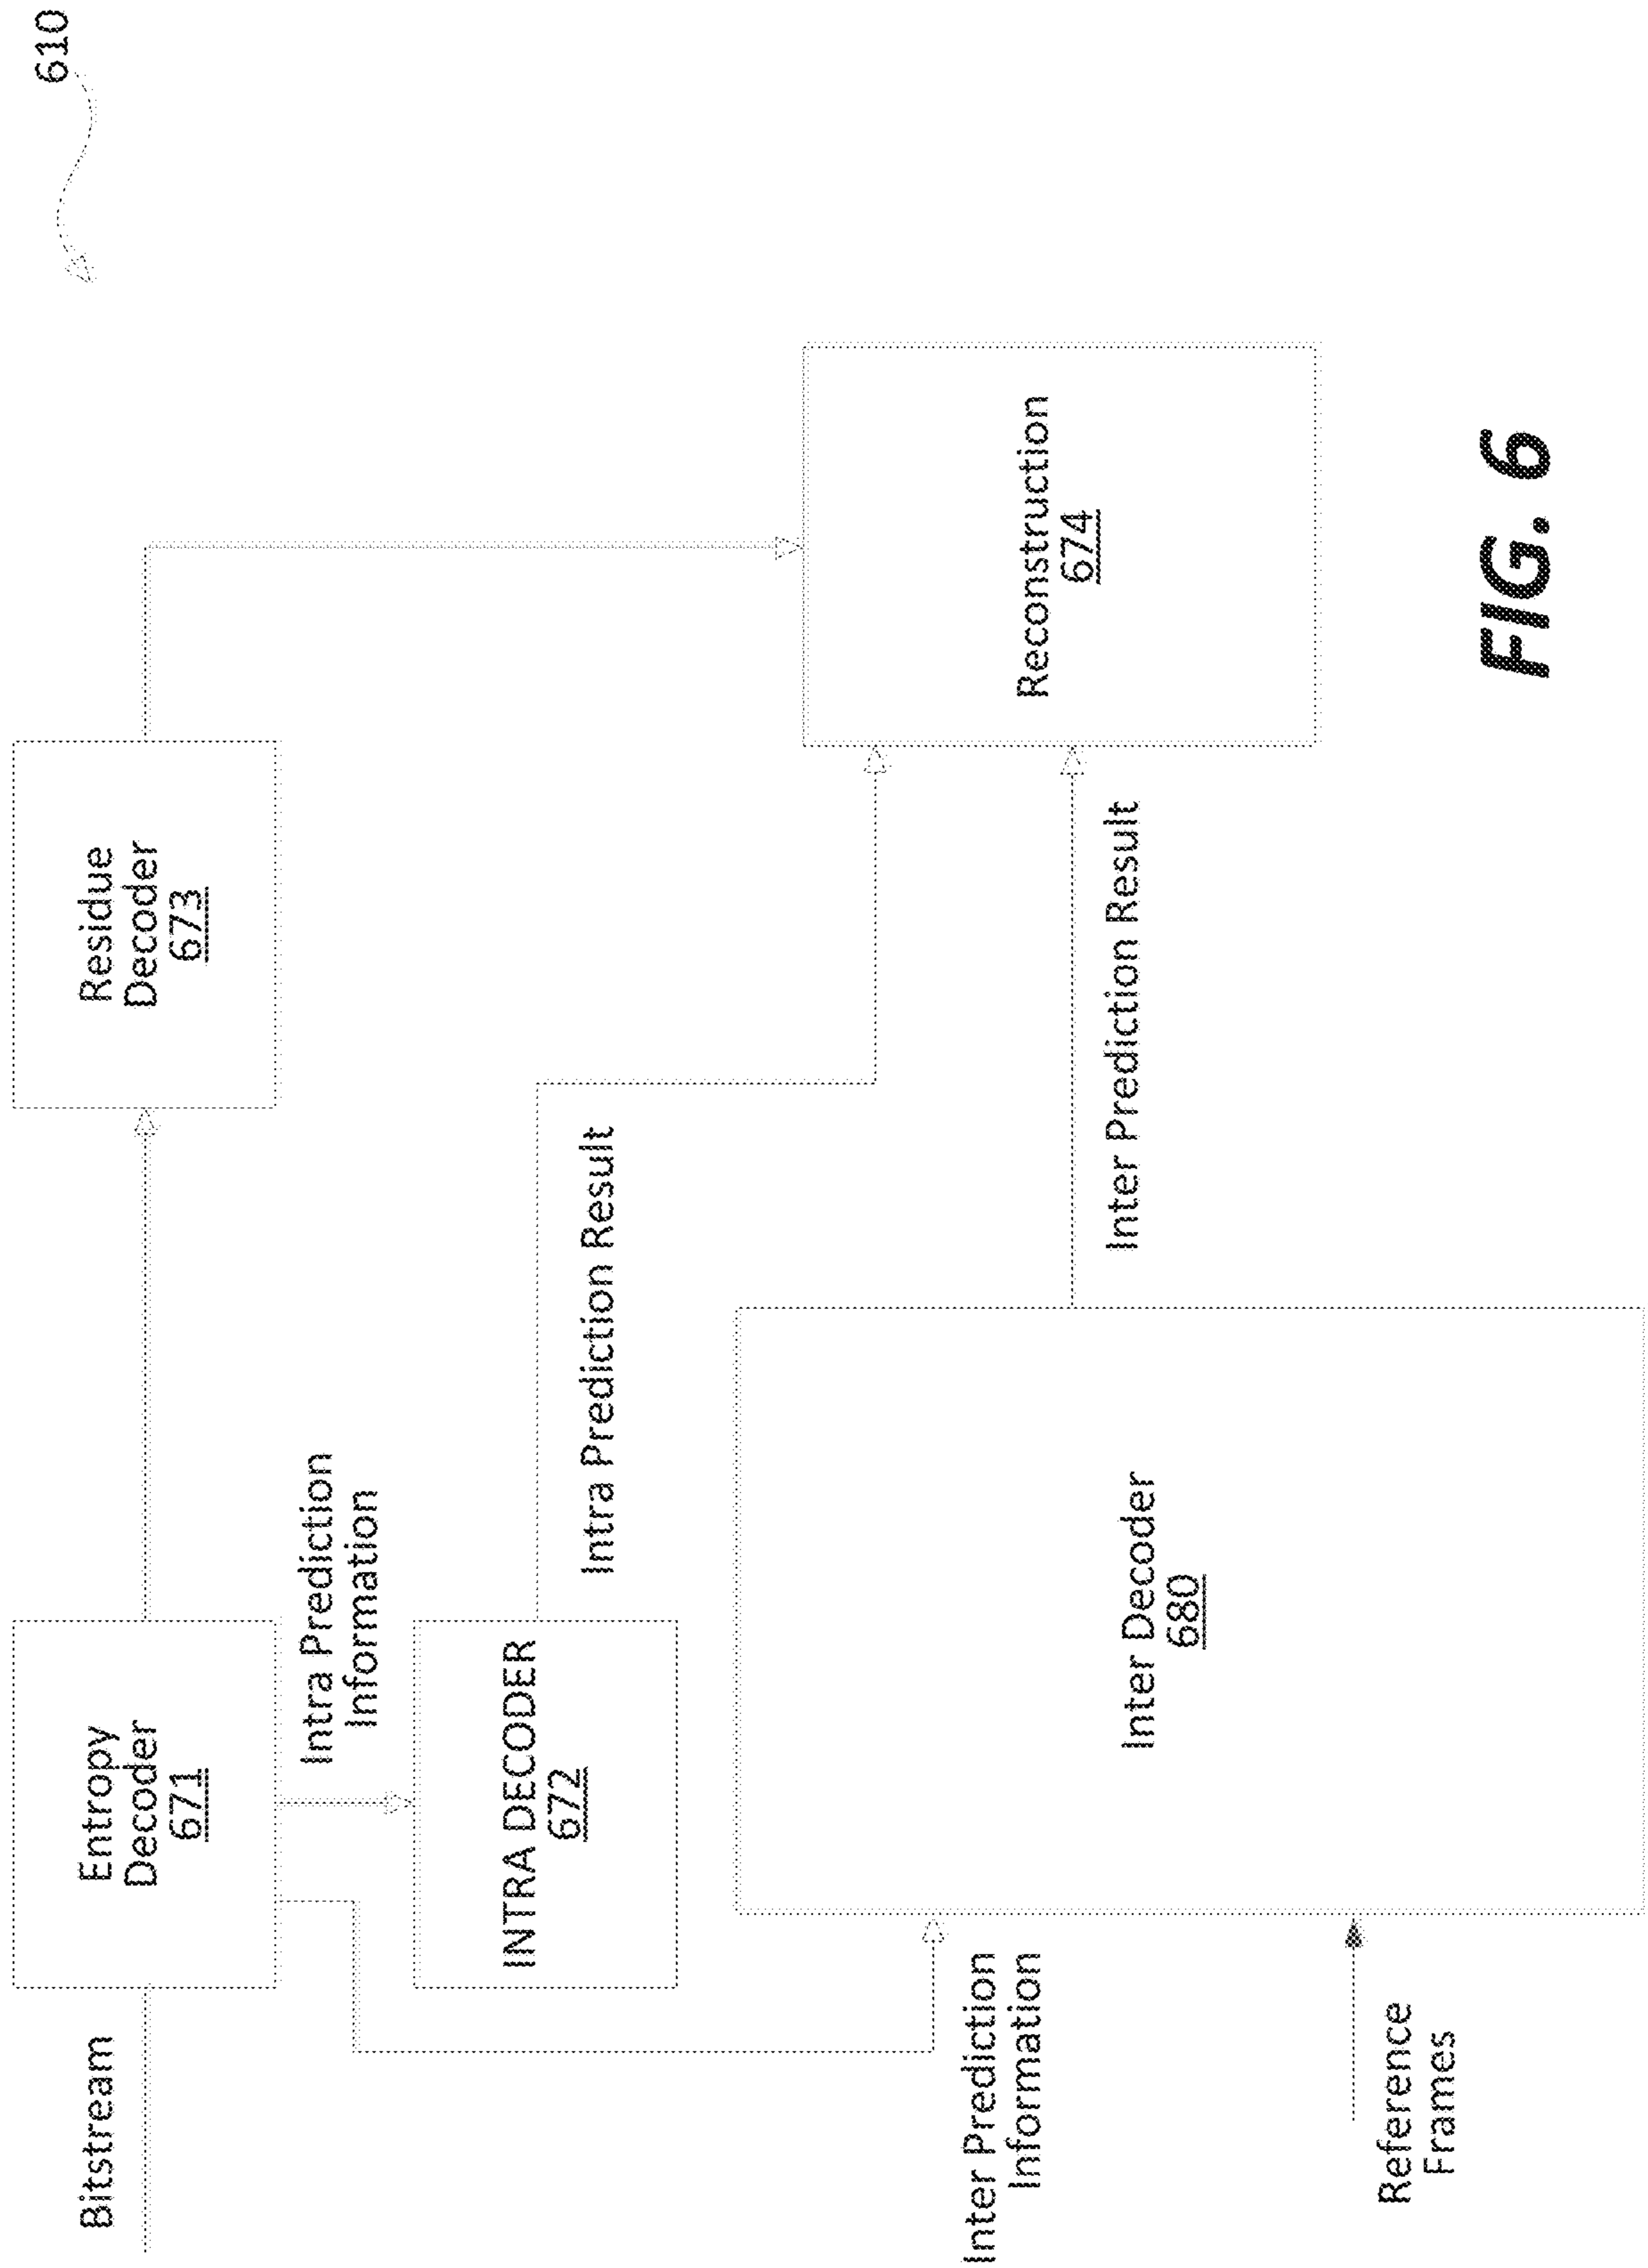 610
Bitstream
Entropy
Decoder
671
Residue
Decoder
673
Intra Prediction
Information
INTRA DECODER
672
Intra Prediction Result
Inter Prediction
Information
Reference
Frames
Inter Decoder
680
Inter Prediction Result
Reconstruction
674
FIG. 6